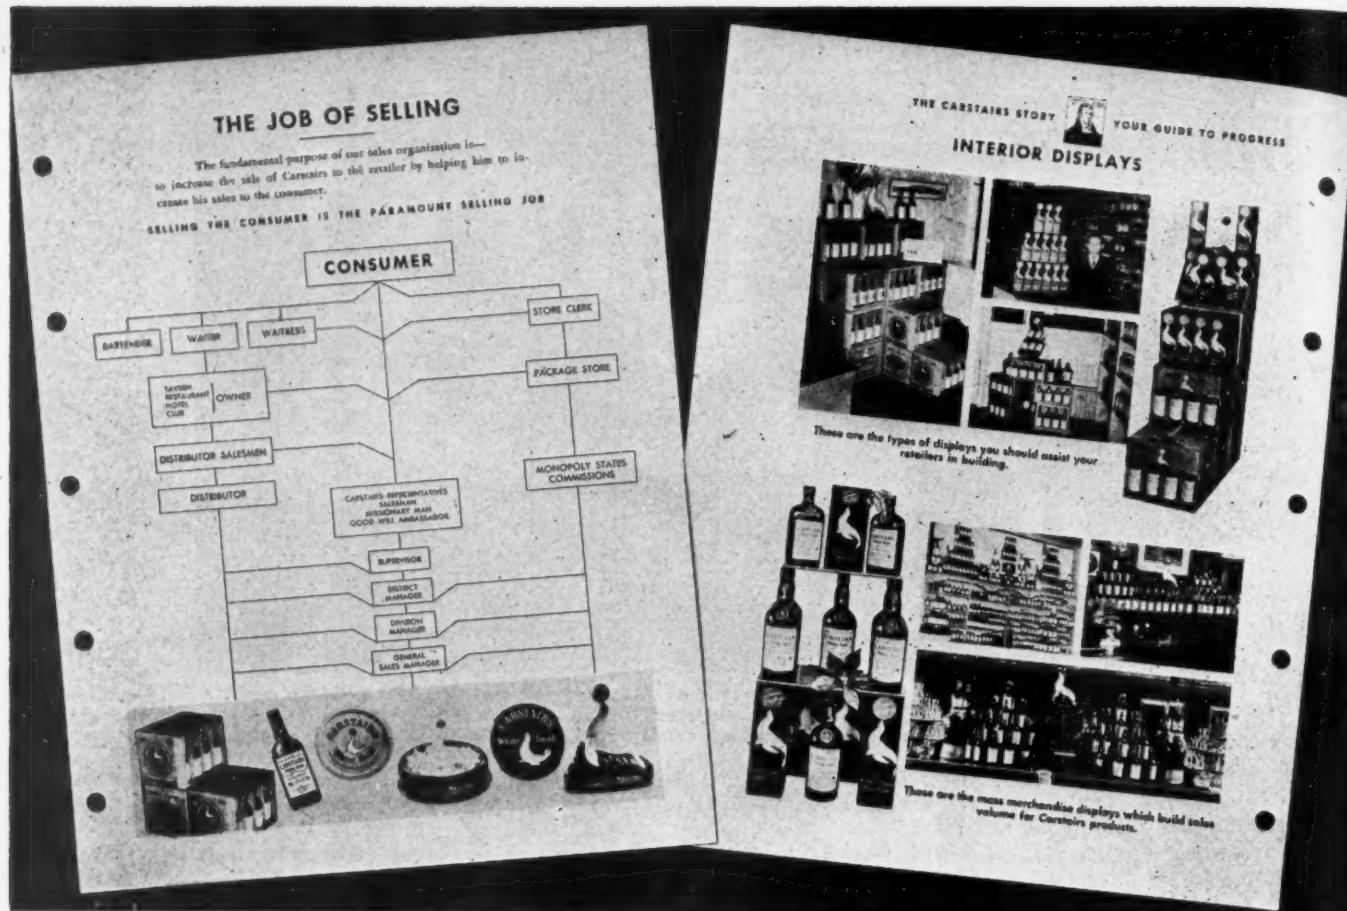 THE JOB OF SELLING
The fundamental purpose of our sales organization is—
to increase the sale of Carstairs to the retailer by helping him to in-
crease his sales to the consumer.
SELLING THE CONSUMER IS THE PARAMOUNT SELLING JOB
CONSUMER
BARTENDER
WAITER
WAITRESS
STORE CLERK
TAVERN
RESTAURANT
HOTEL
CLUB
OWNER
PACKAGE STORE
DISTRIBUTOR SALESMEN
DISTRIBUTOR
MONOPOLY STATES
COMMISSIONS
CARSTAIRS REPRESENTATIVES
SALESMAN
MISSIONARY MAN
GOOD WILL AMBASSADOR
SUPERVISOR
DISTRICT
MANAGER
DIVISION
MANAGER
GENERAL
SALES MANAGER
CARSTAIRS
CARSTAIRS
White Seal
THE CARSTAIRS STORY
YOUR GUIDE TO PROGRESS
INTERIOR DISPLAYS
These are the types of displays you should assist your
retailers in building.
These are the mass merchandise displays which build sales
volume for Carstairs products.